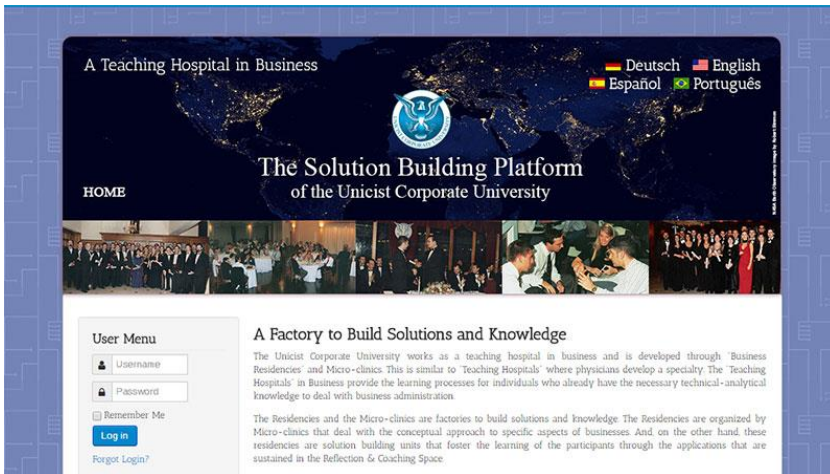 A Teaching Hospital in Business
Deutsch English
Español Português
The Solution Building Platform
of the Unicist Corporate University
HOME
User Menu
Username
Password
Remember Me
Log in
Forgot Login?
A Factory to Build Solutions and Knowledge
The Unicist Corporate University works as a teaching hospital in business and is developed through "Business
Residencies" and Micro-clinics. This is similar to "Teaching Hospitals" where physicians develop a specialty. The "Teaching
Hospitals" in Business provide the learning processes for individuals who already have the necessary technical-analytical
knowledge to deal with business administration.
The Residencies and the Micro-clinics are factories to build solutions and knowledge. The Residencies are organized by
Micro-clinics that deal with the conceptual approach to specific aspects of businesses. And, on the other hand, these
residencies are solution building units that foster the learning of the participants through the applications that are
sustained in the Reflection & Coaching Space.